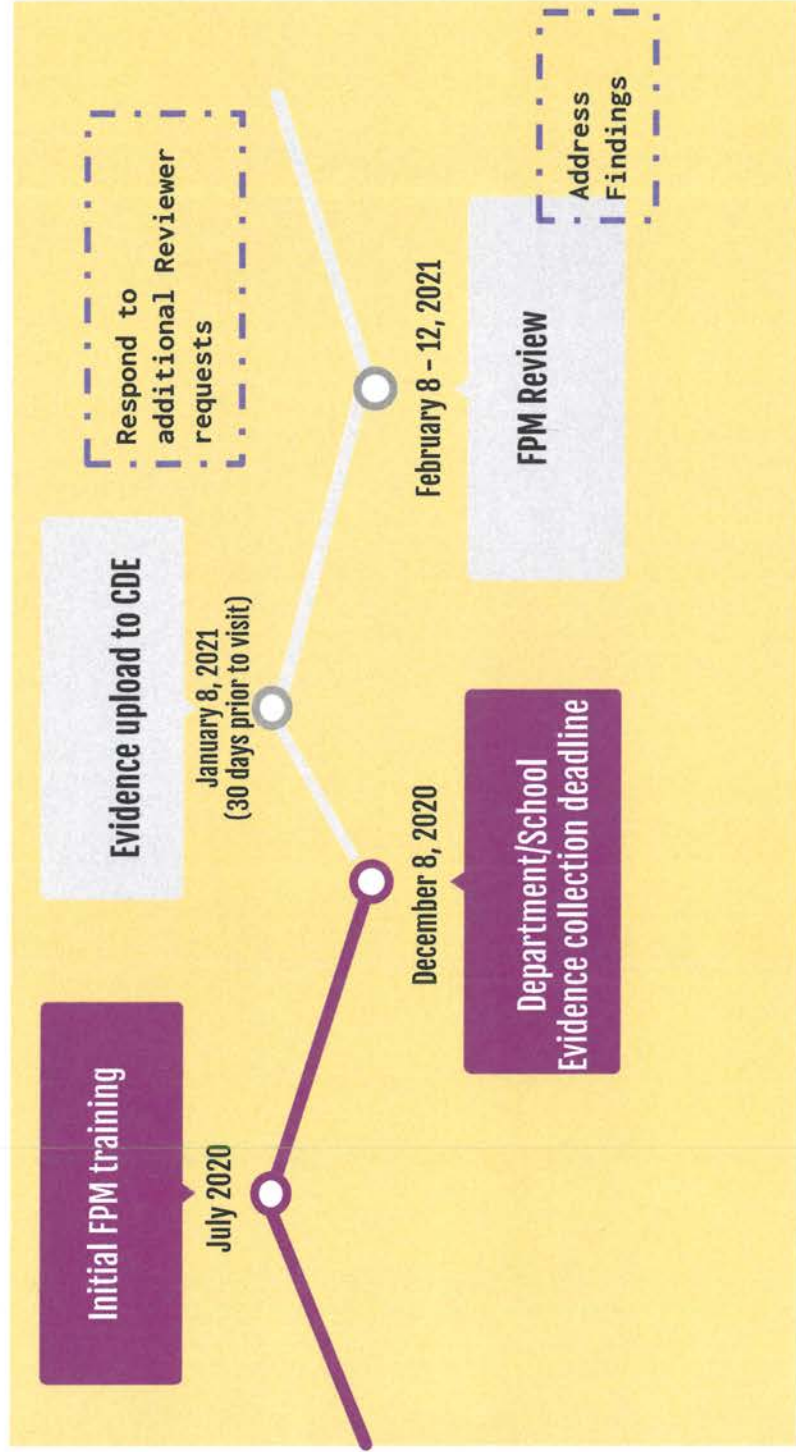 Initial FPM training
July 2020
December 8, 2020
Department/School
Evidence collection deadline
Evidence upload to CDE
January 8, 2021
(30 days prior to visit)
Respond to
additional Reviewer
requests
February 8 – 12, 2021
FPM Review
Address
Findings